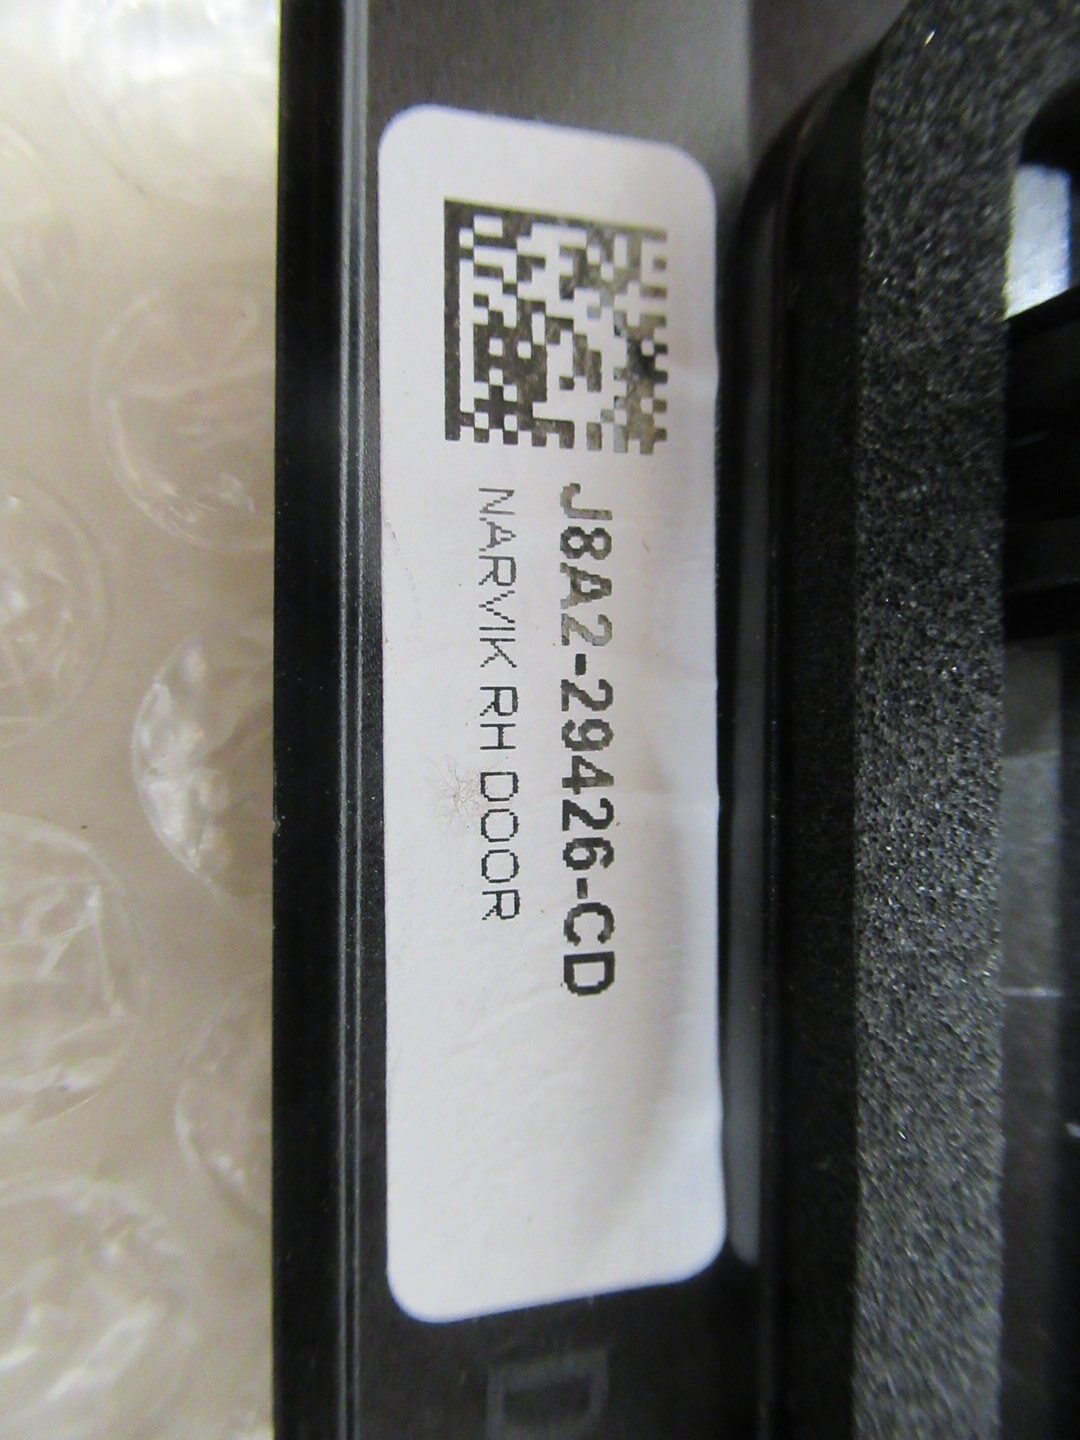 J8A2-29426-CD
NARVIK RH DOOR